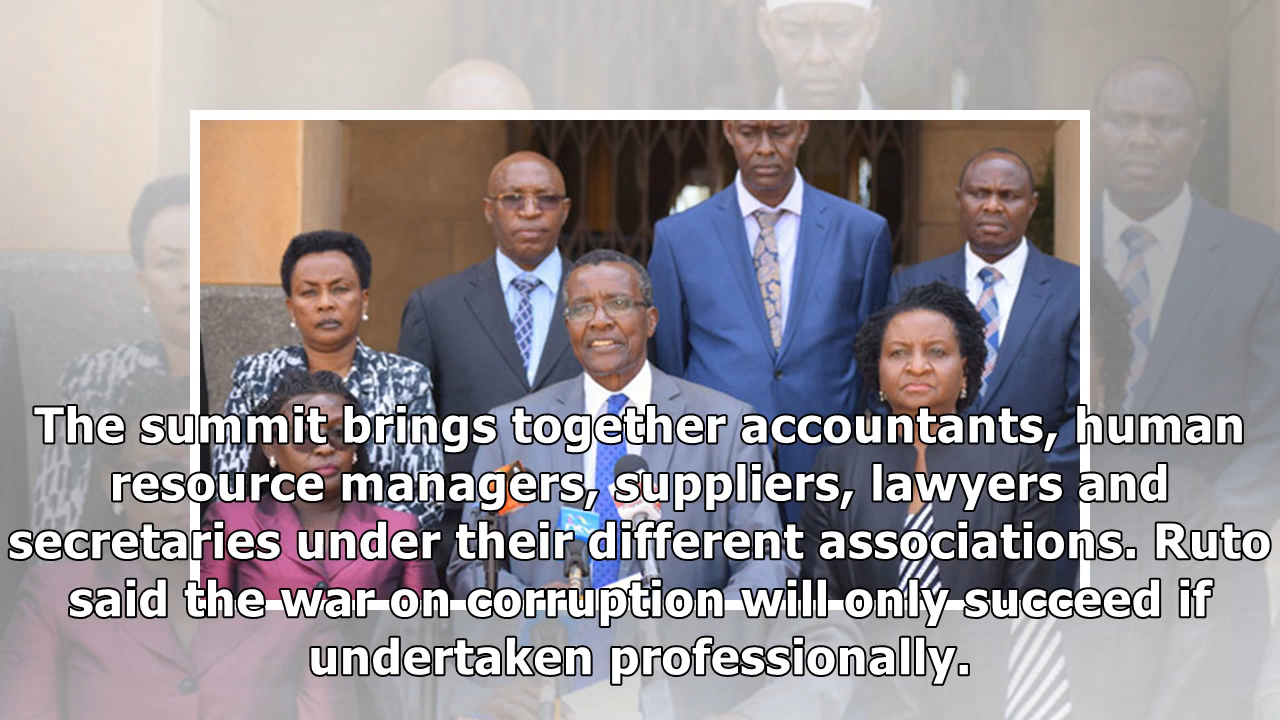 The summit brings together accountants, human
resource managers, suppliers, lawyers and
secretaries under their different associations. Ruto
said the war on corruption will only succeed if
undertaken professionally.